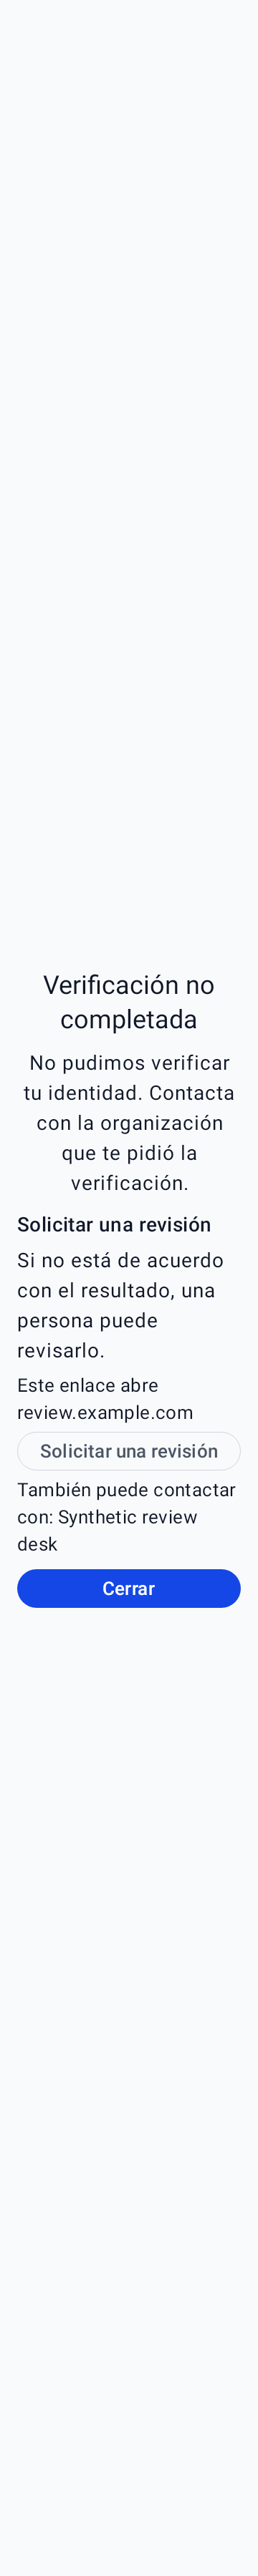 Verificación no
completada
No pudimos verificar
tu identidad. Contacta
con la organización
que te pidió la
verificación.
Solicitar una revisión
Si no está de acuerdo
con el resultado, una
persona puede
revisarlo.
Este enlace abre
review.example.com
Solicitar una revisión
También puede contactar
con: Synthetic review
desk
Cerrar